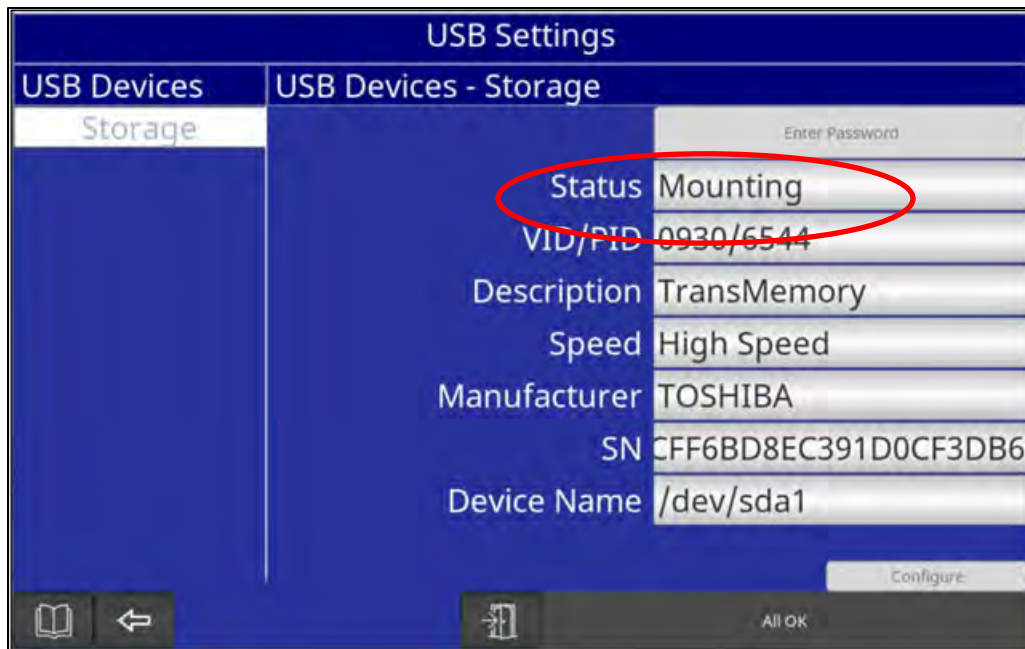 USB Settings
USB Devices
USB Devices - Storage
Storage
Enter Password
Status Mounting
VID/PID 0930/6544
Description TransMemory
Speed High Speed
Manufacturer TOSHIBA
SN CFF6BD8EC391D0CF3DB6
Device Name /dev/sda1
Configure
All OK